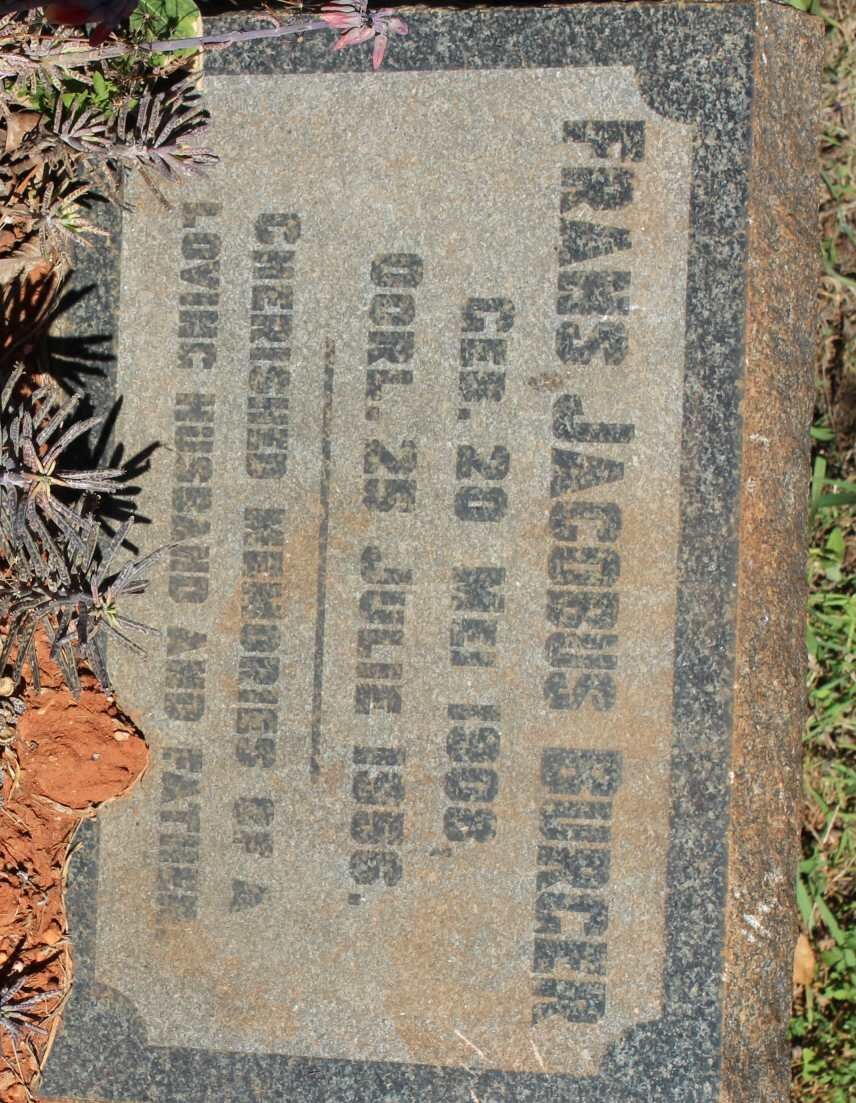 FRANS JACOBUS BURGER
GEB. 20 MEI 1908,
OORL. 25 JULIE 1956.
CHERISHED MEMORIES OF A
LOVING HUSBAND AND FATHER.